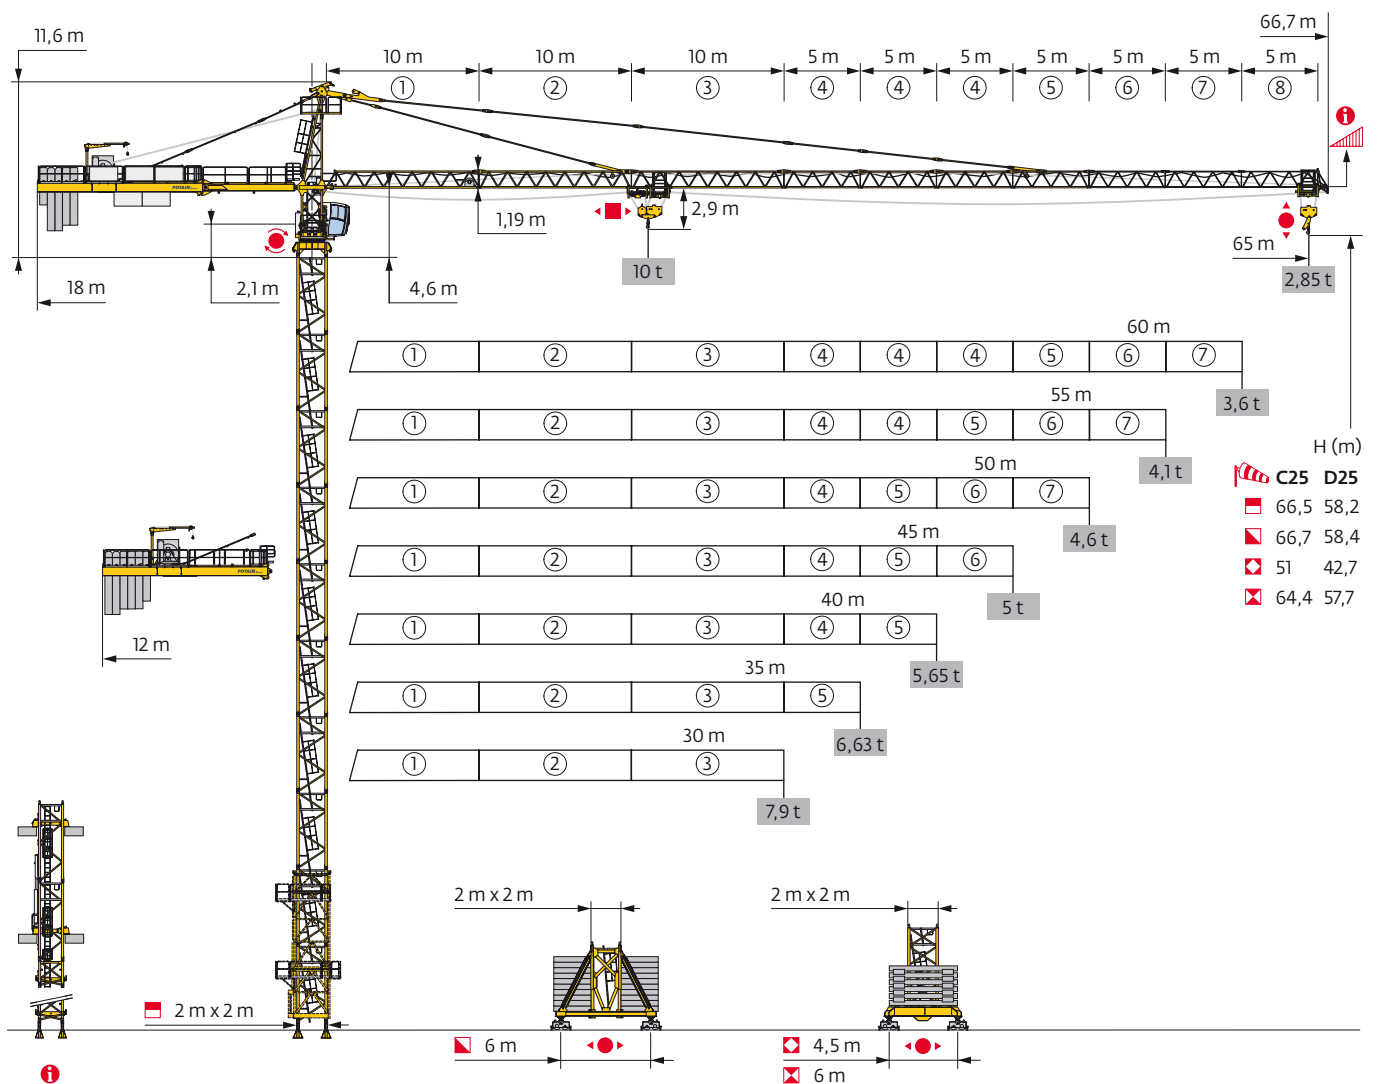 11,6 m
66,7 m
10 m 10 m 10 m 5 m 5 m 5 m 5 m 5 m 5 m 5 m
1 2 3 4 4 4 5 6 7 8
i
POTAIN
1,19 m
2,9 m
65 m
10 t
2,85 t
18 m
2,1 m
4,6 m
60 m
1 2 3 4 4 4 5 6 7
3,6 t
55 m
1 2 3 4 4 5 6 7
4,1 t
50 m
1 2 3 4 5 6 7
4,6 t
45 m
1 2 3 4 5 6
5 t
40 m
1 2 3 4 5
5,65 t
35 m
1 2 3 5
6,63 t
30 m
1 2 3
7,9 t
H (m)
C25 D25
66,5 58,2
66,7 58,4
51 42,7
64,4 57,7
POTAIN
12 m
2 m x 2 m
2 m x 2 m
2 m x 2 m
6 m
4,5 m
6 m
i